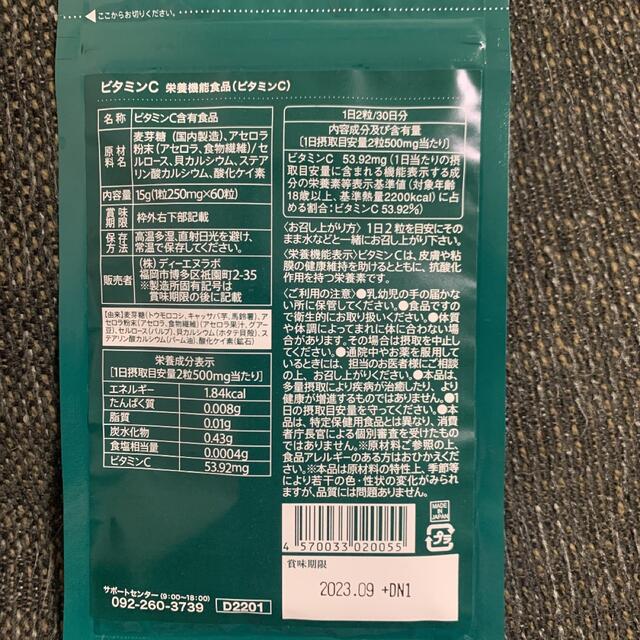 ◀ここからお切りください。
ビタミンC 栄養機能食品(ビタミンC)
名称 ビタミンC含有食品
原材料名
麦芽糖(国内製造)、アセロラ
粉末(アセロラ、食物繊維)/セ
ルロース、貝カルシウム、ステア
リン酸カルシウム、酸化ケイ素
内容量 15g(1粒250mg×60粒)
賞味期限 枠外右下部記載
保存方法
高温多湿、直射日光を避け、
常温で保存してください。
販売者
(株)ディーエヌラボ
福岡市博多区祇園町2-35
※製造所固有記号は
賞味期限の後に記載
【由来】麦芽糖(トウモロコシ、キャッサバ芋、馬鈴薯)、ア
セロラ粉末(アセロラ、食物繊維)(アセロラ果汁、グアー
豆)、セルロース(パルプ)、貝カルシウム(ホタテ貝殻)、ス
テアリン酸カルシウム(パーム油)、酸化ケイ素(鉱石)
栄養成分表示
[1日摂取目安量2粒500mg当たり]
エネルギー 1.84kcal
たんぱく質 0.008g
脂質 0.01g
炭水化物 0.43g
食塩相当量 0.0004g
ビタミンC 53.92mg
サポートセンター(9:00〜18:00)
092-260-3739
D2201
1日2粒/30日分
内容成分及び含有量
[1日摂取目安量2粒500mg当たり]
ビタミンC 53.92mg(1日当たりの摂
取目安量に含まれる機能表示する成
分の栄養素等表示基準値(対象年齢
18歳以上、基準熱量2200kcal)に占
める割合:ビタミンC 53.92%)
〈お召し上がり方〉1日2粒を目安にその
まま水などと一緒にお召し上がり下さい。
〈栄養機能表示〉ビタミンCは、皮膚や粘
膜の健康維持を助けるとともに、抗酸化
作用を持つ栄養素です。
〈ご利用の注意〉●乳幼児の手の届かな
い所に保管してください。●食品ですの
で衛生的にお取り扱いください。●体質
や体調によってまれに体に合わない場
合があります。その場合は摂取を中止し
てください。●通院中やお薬を服用して
いるときには、担当のお医者様にご相談
の上、お召し上がりください。●本品は、
多量摂取により疾病が治癒したり、より
健康が増進するものではありません。●1
日の摂取目安量を守ってください。●本
品は、特定保健用食品とは異なり、消費
者庁長官による個別審査を受けたもので
はありません。※原材料をご参照の上、食
品アレルギーのある方はおひかえくださ
い。※本品は原材料の特性上、季節等
により若干の色・性状の変化がみられ
ますが、品質には問題ありません。
MADE IN JAPAN
プラ
4 570033 020055
賞味期限
2023.09 +DN1